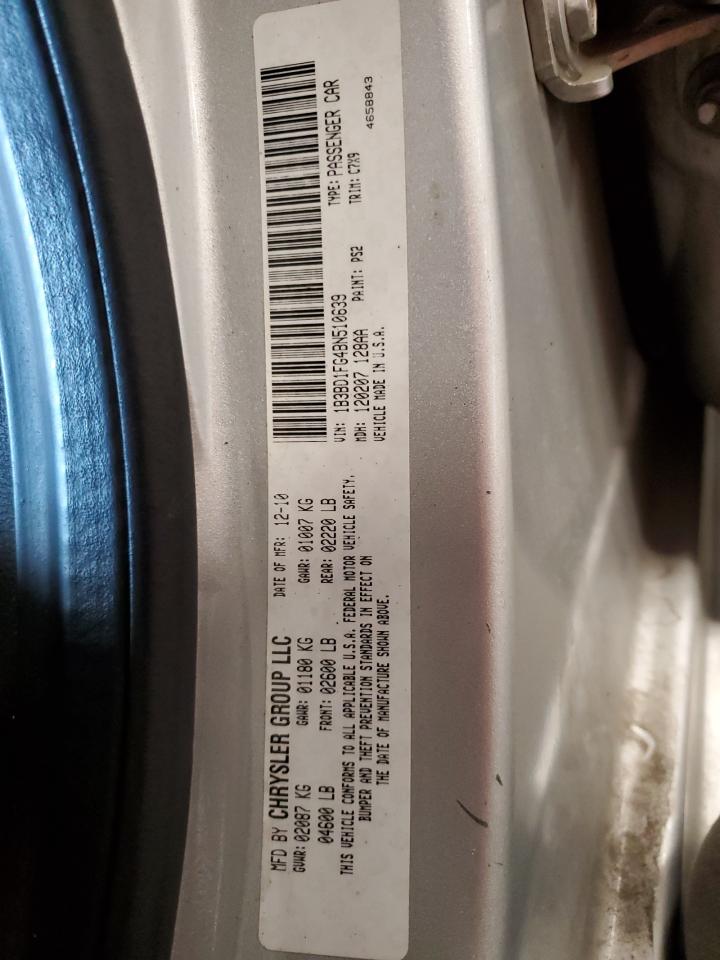 MFD BY CHRYSLER GROUP LLC DATE OF MFR: 12-10
GVWR: 02087 KG GAWR: 01180 KG GAWR: 01007 KG
04600 LB FRONT: 02600 LB REAR: 02220 LB
THIS VEHICLE CONFORMS TO ALL APPLICABLE U.S.A. FEDERAL MOTOR VEHICLE SAFETY,
BUMPER AND THEFT PREVENTION STANDARDS IN EFFECT ON
THE DATE OF MANUFACTURE SHOWN ABOVE.
VIN: 1B3BD1FG4BN510639 TYPE: PASSENGER CAR
MDH: 120207 128AA PAINT: PS2 TRIM: C7X9
VEHICLE MADE IN U.S.A. 4658843